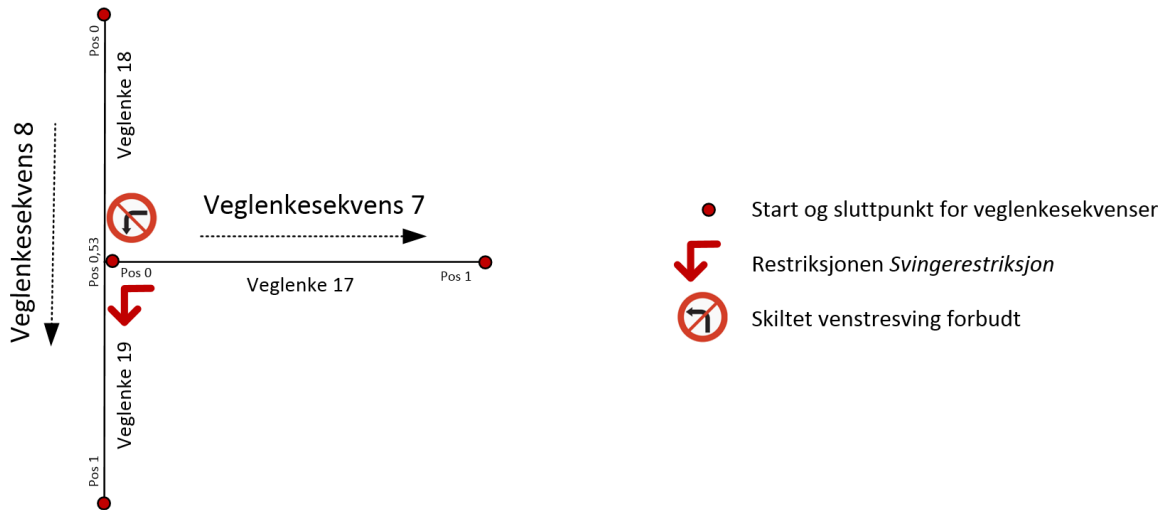 Pos 0
Veglenke 18
Veglenkesekvens 8
Veglenkesekvens 7
Pos 0,53
Pos 0
Veglenke 17
Pos 1
Veglenke 19
Pos 1
Start og sluttpunkt for veglenkesekvenser
Restriksjonen Svingerestriksjon
Skiltet venstresving forbudt